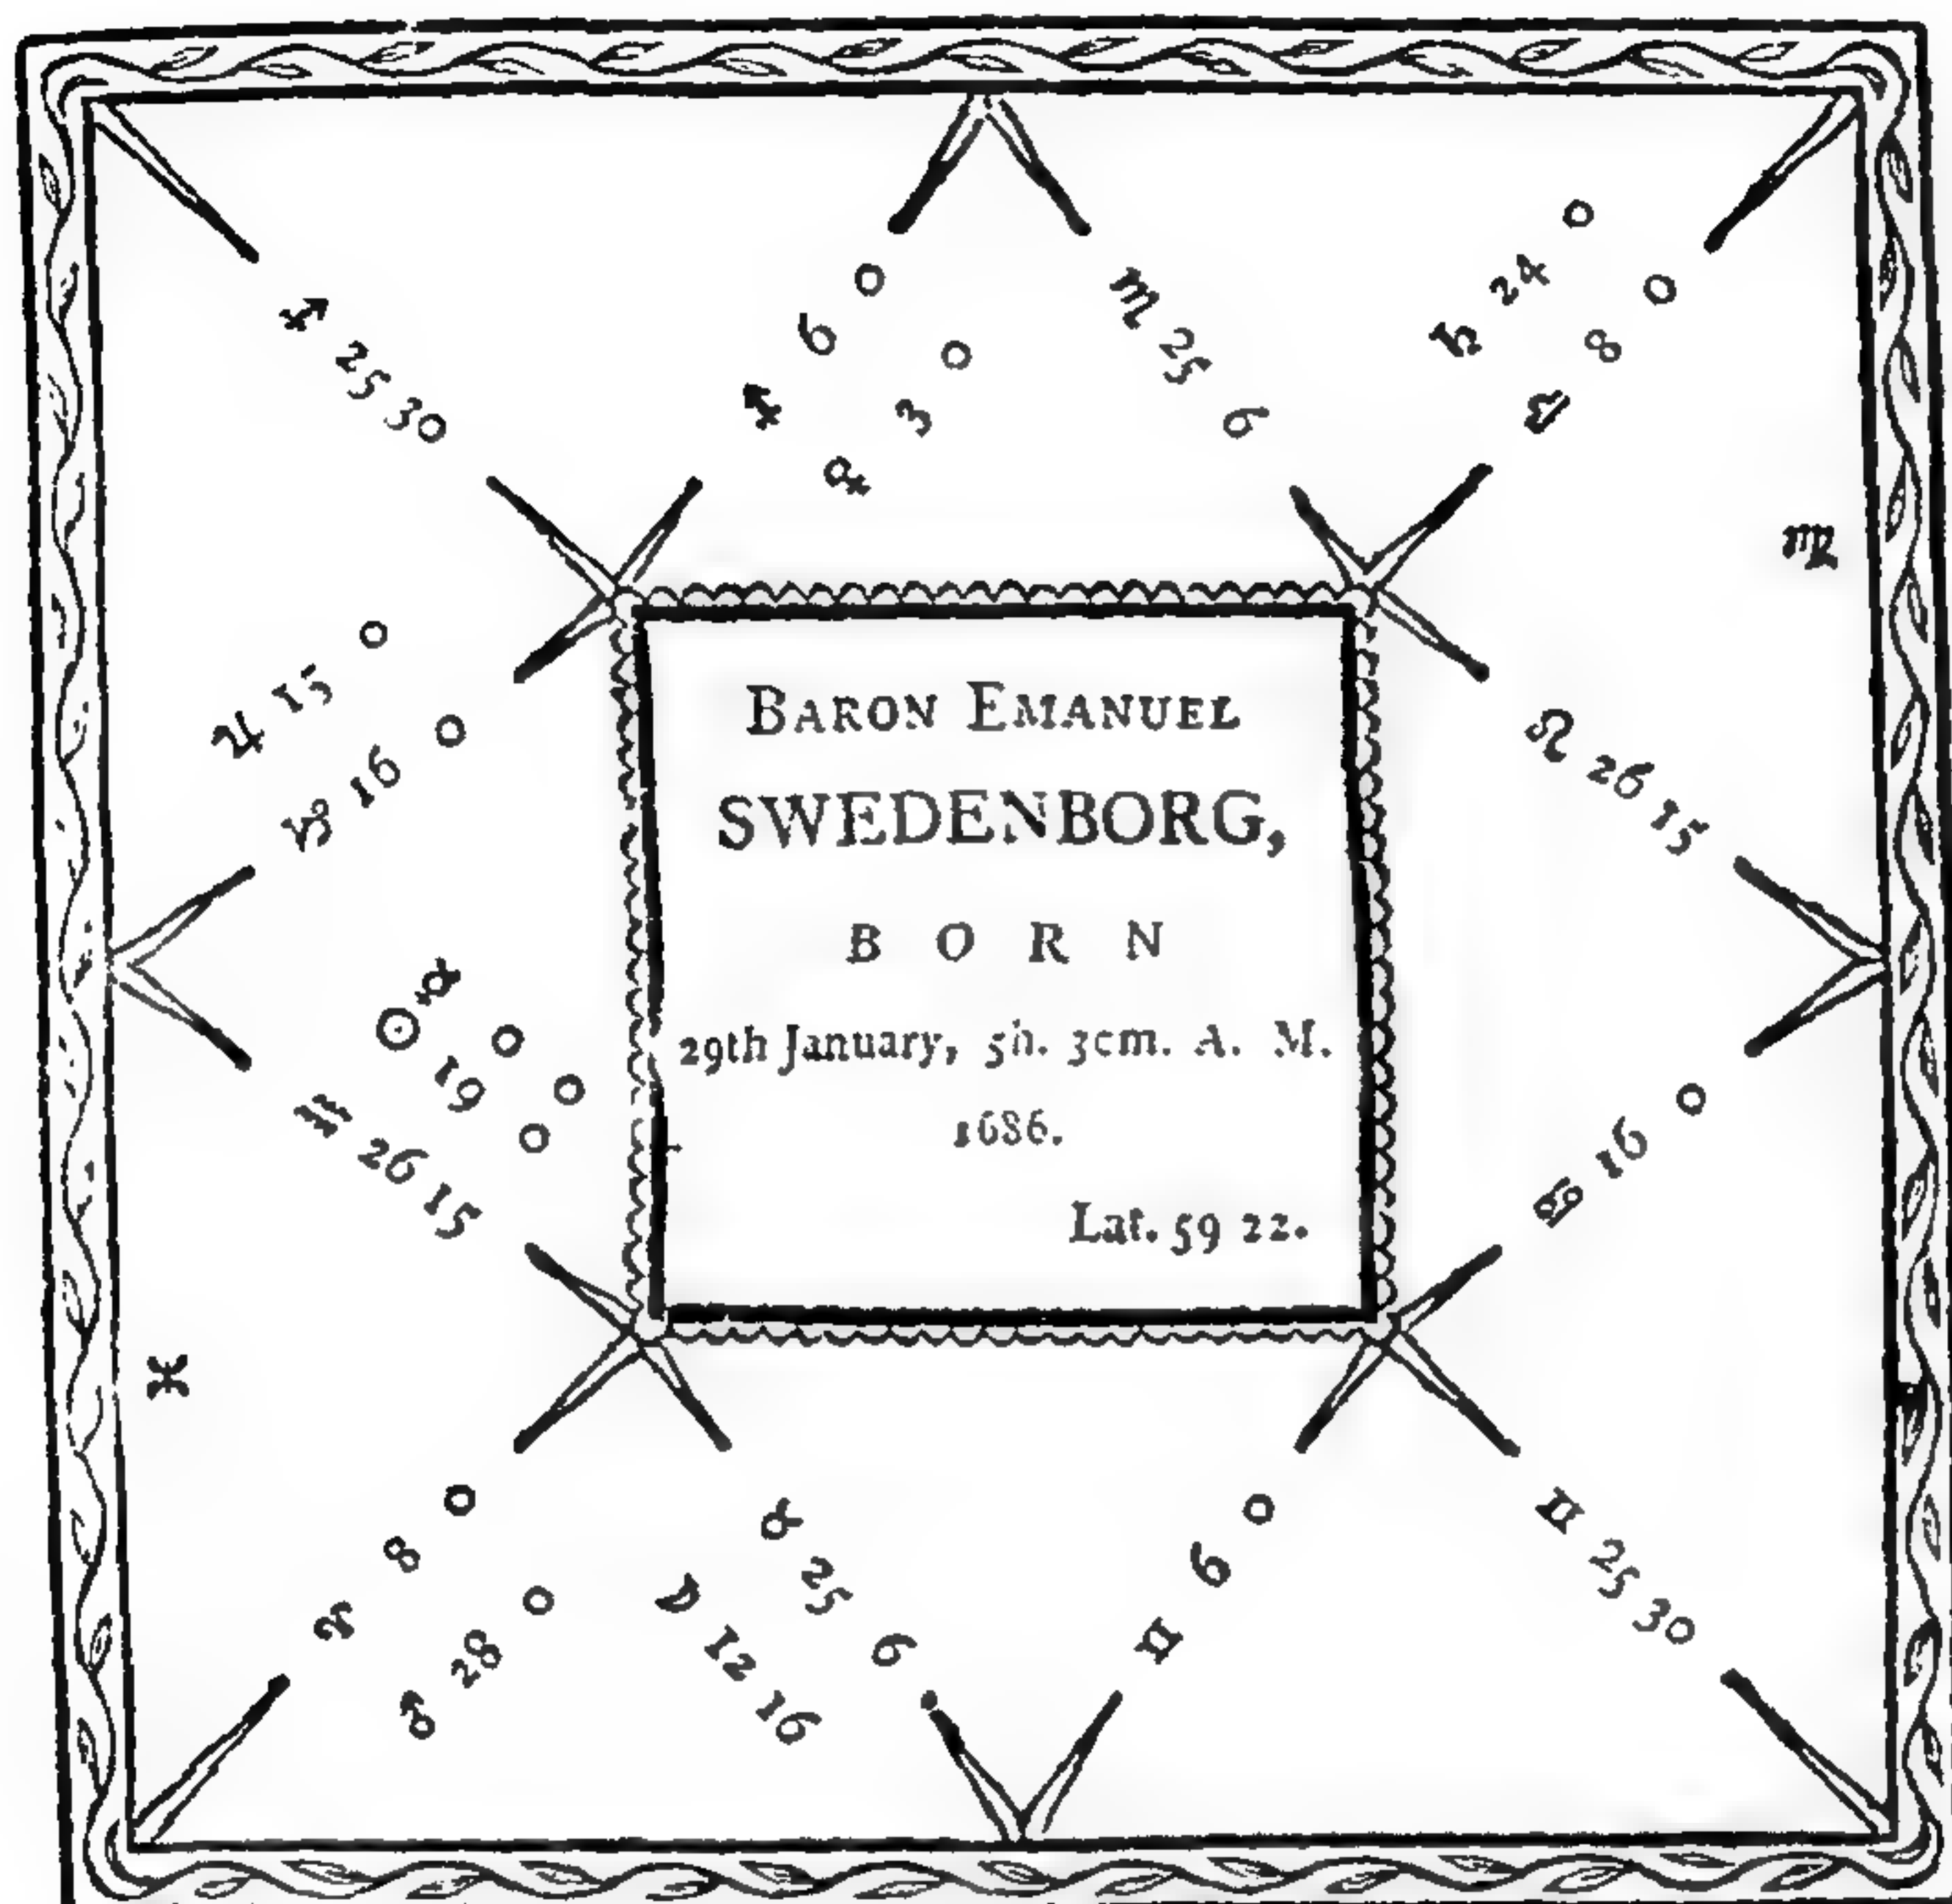 ♐ 25 30
♐ 6 0
♀ 3 0
♏ 25 6
♄ 24 0
♎ 8 0
♍
♃ 15 0
♑ 16 0
♌ 26 15
BARON EMANUEL
SWEDENBORG,
BORN
29th January, 5h. 3cm. A. M.
1686.
Lat. 59 22.
☿ 0 0
☉ 19 0
♒ 26 15
♋ 16 0
♓
♈ 8 0
♂ 28 0
♉ 25 6
☽ 12 16
♊ 6 0
♊ 25 30